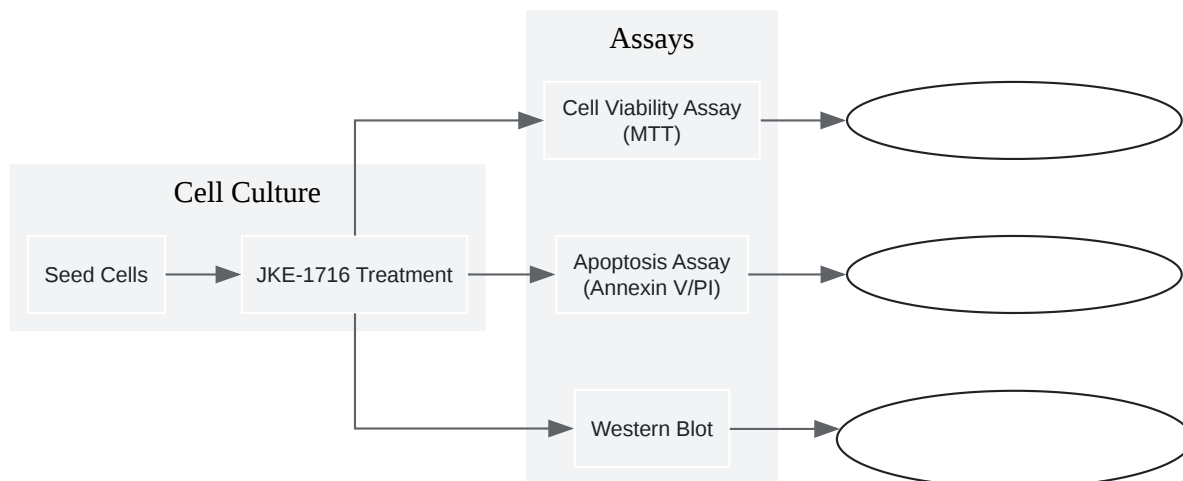 Assays
Cell Viability Assay
(MTT)
Cell Culture
Seed Cells
JKE-1716 Treatment
Apoptosis Assay
(Annexin V/PI)
Western Blot